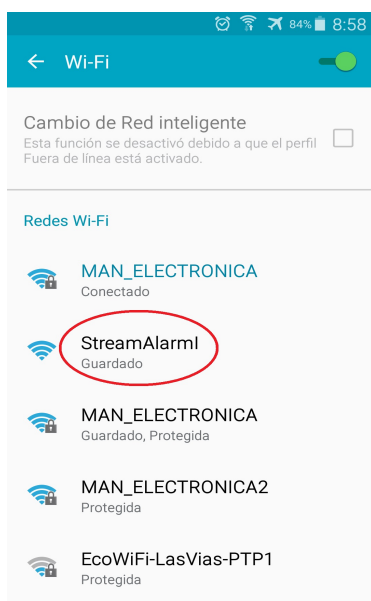 84% 8:58
Wi-Fi
Cambio de Red inteligente
Esta función se desactivó debido a que el perfil
Fuera de línea está activado.
Redes Wi-Fi
MAN_ELECTRONICA
Conectado
StreamAlarmI
Guardado
MAN_ELECTRONICA
Guardado, Protegida
MAN_ELECTRONICA2
Protegida
EcoWiFi-LasVias-PTP1
Protegida